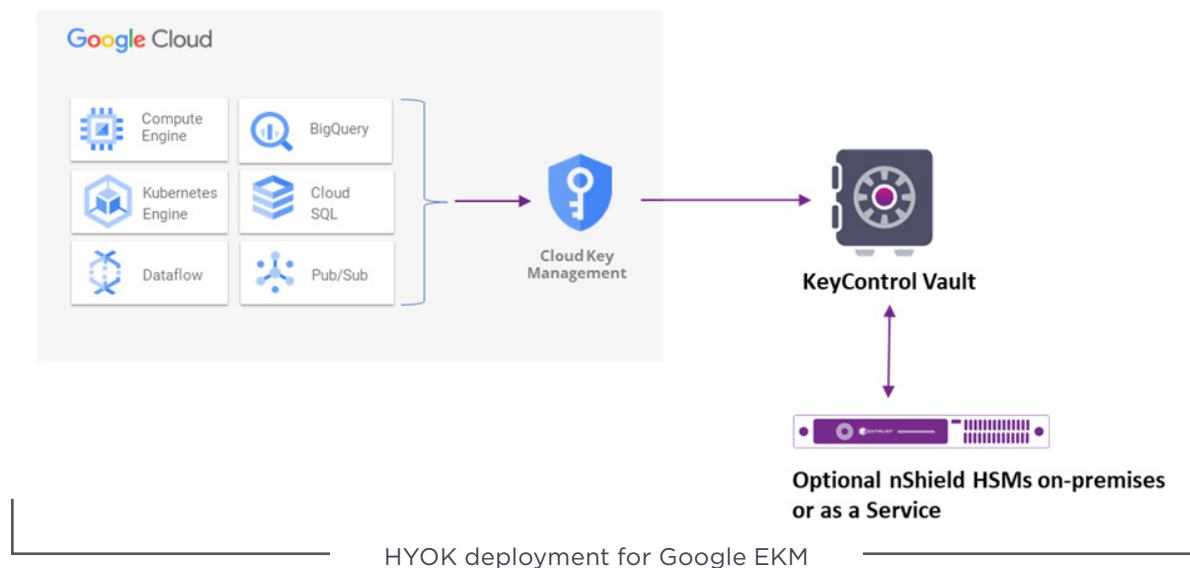 Google Cloud
Compute
Engine
BigQuery
Kubernetes
Engine
Cloud
SQL
Dataflow
Pub/Sub
Cloud Key
Management
KeyControl Vault
ENTRUST
Optional nShield HSMs on-premises
or as a Service
HYOK deployment for Google EKM